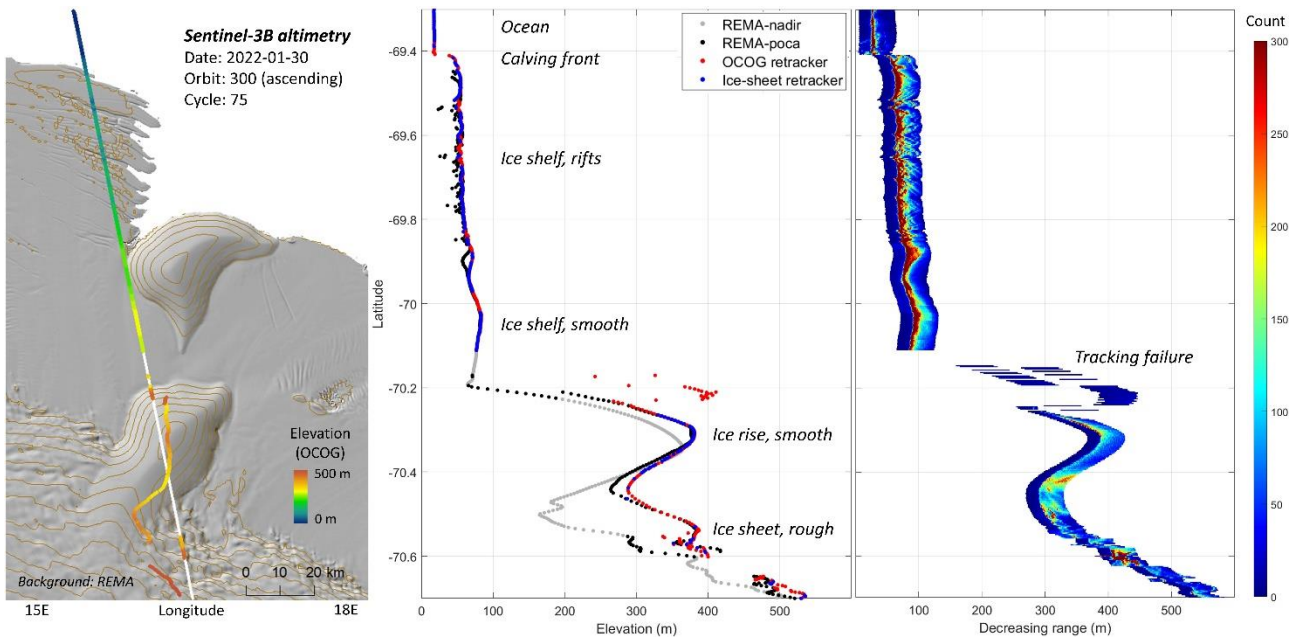 Sentinel-3B altimetry
Date: 2022-01-30
Orbit: 300 (ascending)
Cycle: 75
Elevation
(OCOG)
500 m
0 m
0 10 20 km
Background: REMA
15E
Longitude
18E
Latitude
-69.4
-69.6
-69.8
-70
-70.2
-70.4
-70.6
Ocean
Calving front
Ice shelf, rifts
Ice shelf, smooth
Ice rise, smooth
Ice sheet, rough
REMA-nadir
REMA-poca
OCOG retracker
Ice-sheet retracker
0 100 200 300 400 500
Elevation (m)
Tracking failure
100 200 300 400 500
Decreasing range (m)
Count
300
250
200
150
100
50
0